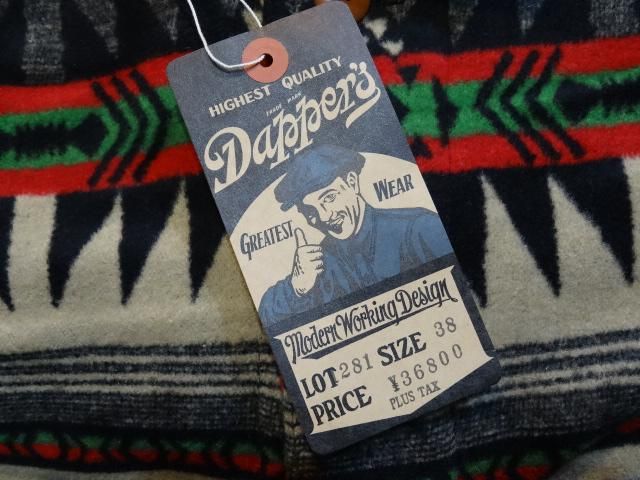 HIGHEST QUALITY
TRADE MARK
Dapper's
GREATEST WEAR
Modern Working Design
LOT 281 SIZE 38
PRICE ¥36800
PLUS TAX